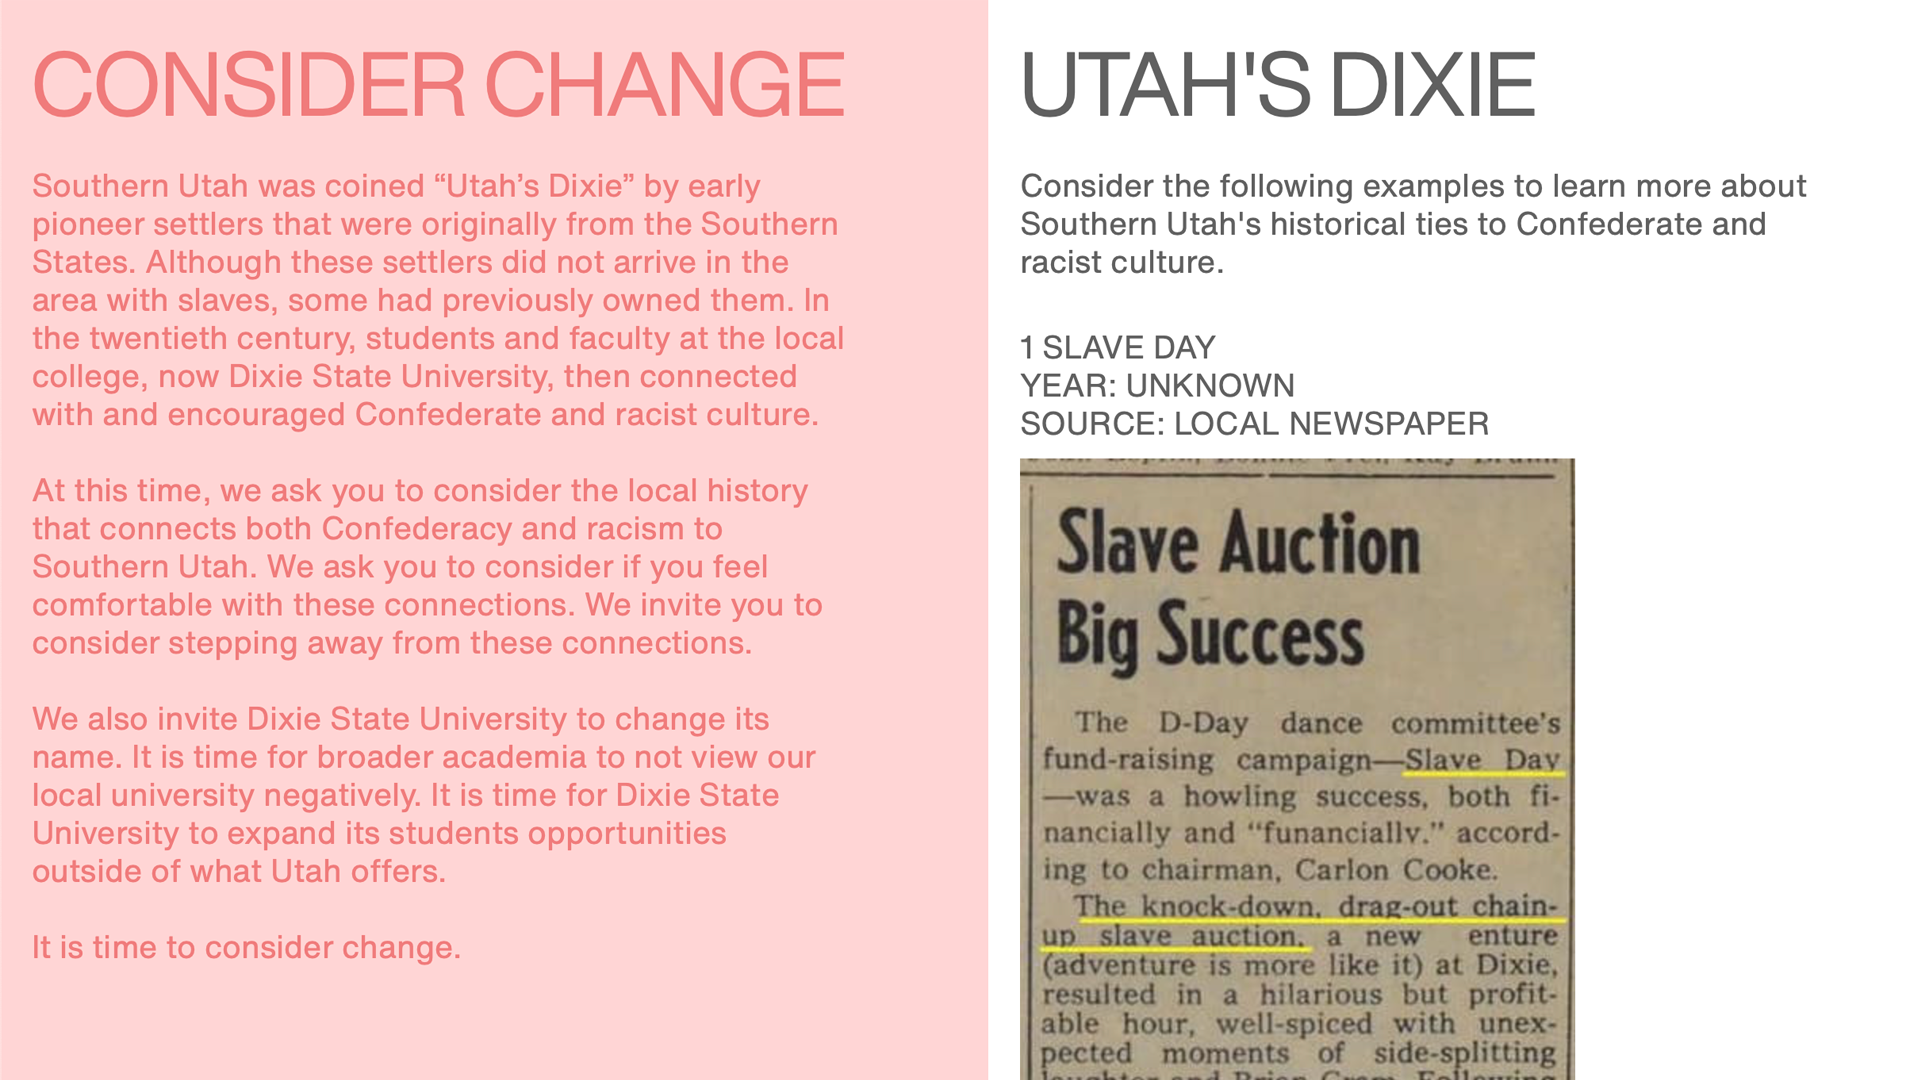 CONSIDER CHANGE
Southern Utah was coined “Utah’s Dixie” by early
pioneer settlers that were originally from the Southern
States. Although these settlers did not arrive in the
area with slaves, some had previously owned them. In
the twentieth century, students and faculty at the local
college, now Dixie State University, then connected
with and encouraged Confederate and racist culture.
At this time, we ask you to consider the local history
that connects both Confederacy and racism to
Southern Utah. We ask you to consider if you feel
comfortable with these connections. We invite you to
consider stepping away from these connections.
We also invite Dixie State University to change its
name. It is time for broader academia to not view our
local university negatively. It is time for Dixie State
University to expand its students opportunities
outside of what Utah offers.
It is time to consider change.
UTAH'S DIXIE
Consider the following examples to learn more about
Southern Utah's historical ties to Confederate and
racist culture.
1 SLAVE DAY
YEAR: UNKNOWN
SOURCE: LOCAL NEWSPAPER
Slave Auction
Big Success
The D-Day dance committee's
fund-raising campaign—Slave Day
—was a howling success, both fi-
nancially and “funancially.” accord-
ing to chairman, Carlon Cooke.
The knock-down, drag-out chain-
up slave auction, a new enture
(adventure is more like it) at Dixie,
resulted in a hilarious but profit-
able hour, well-spiced with unex-
pected moments of side-splitting